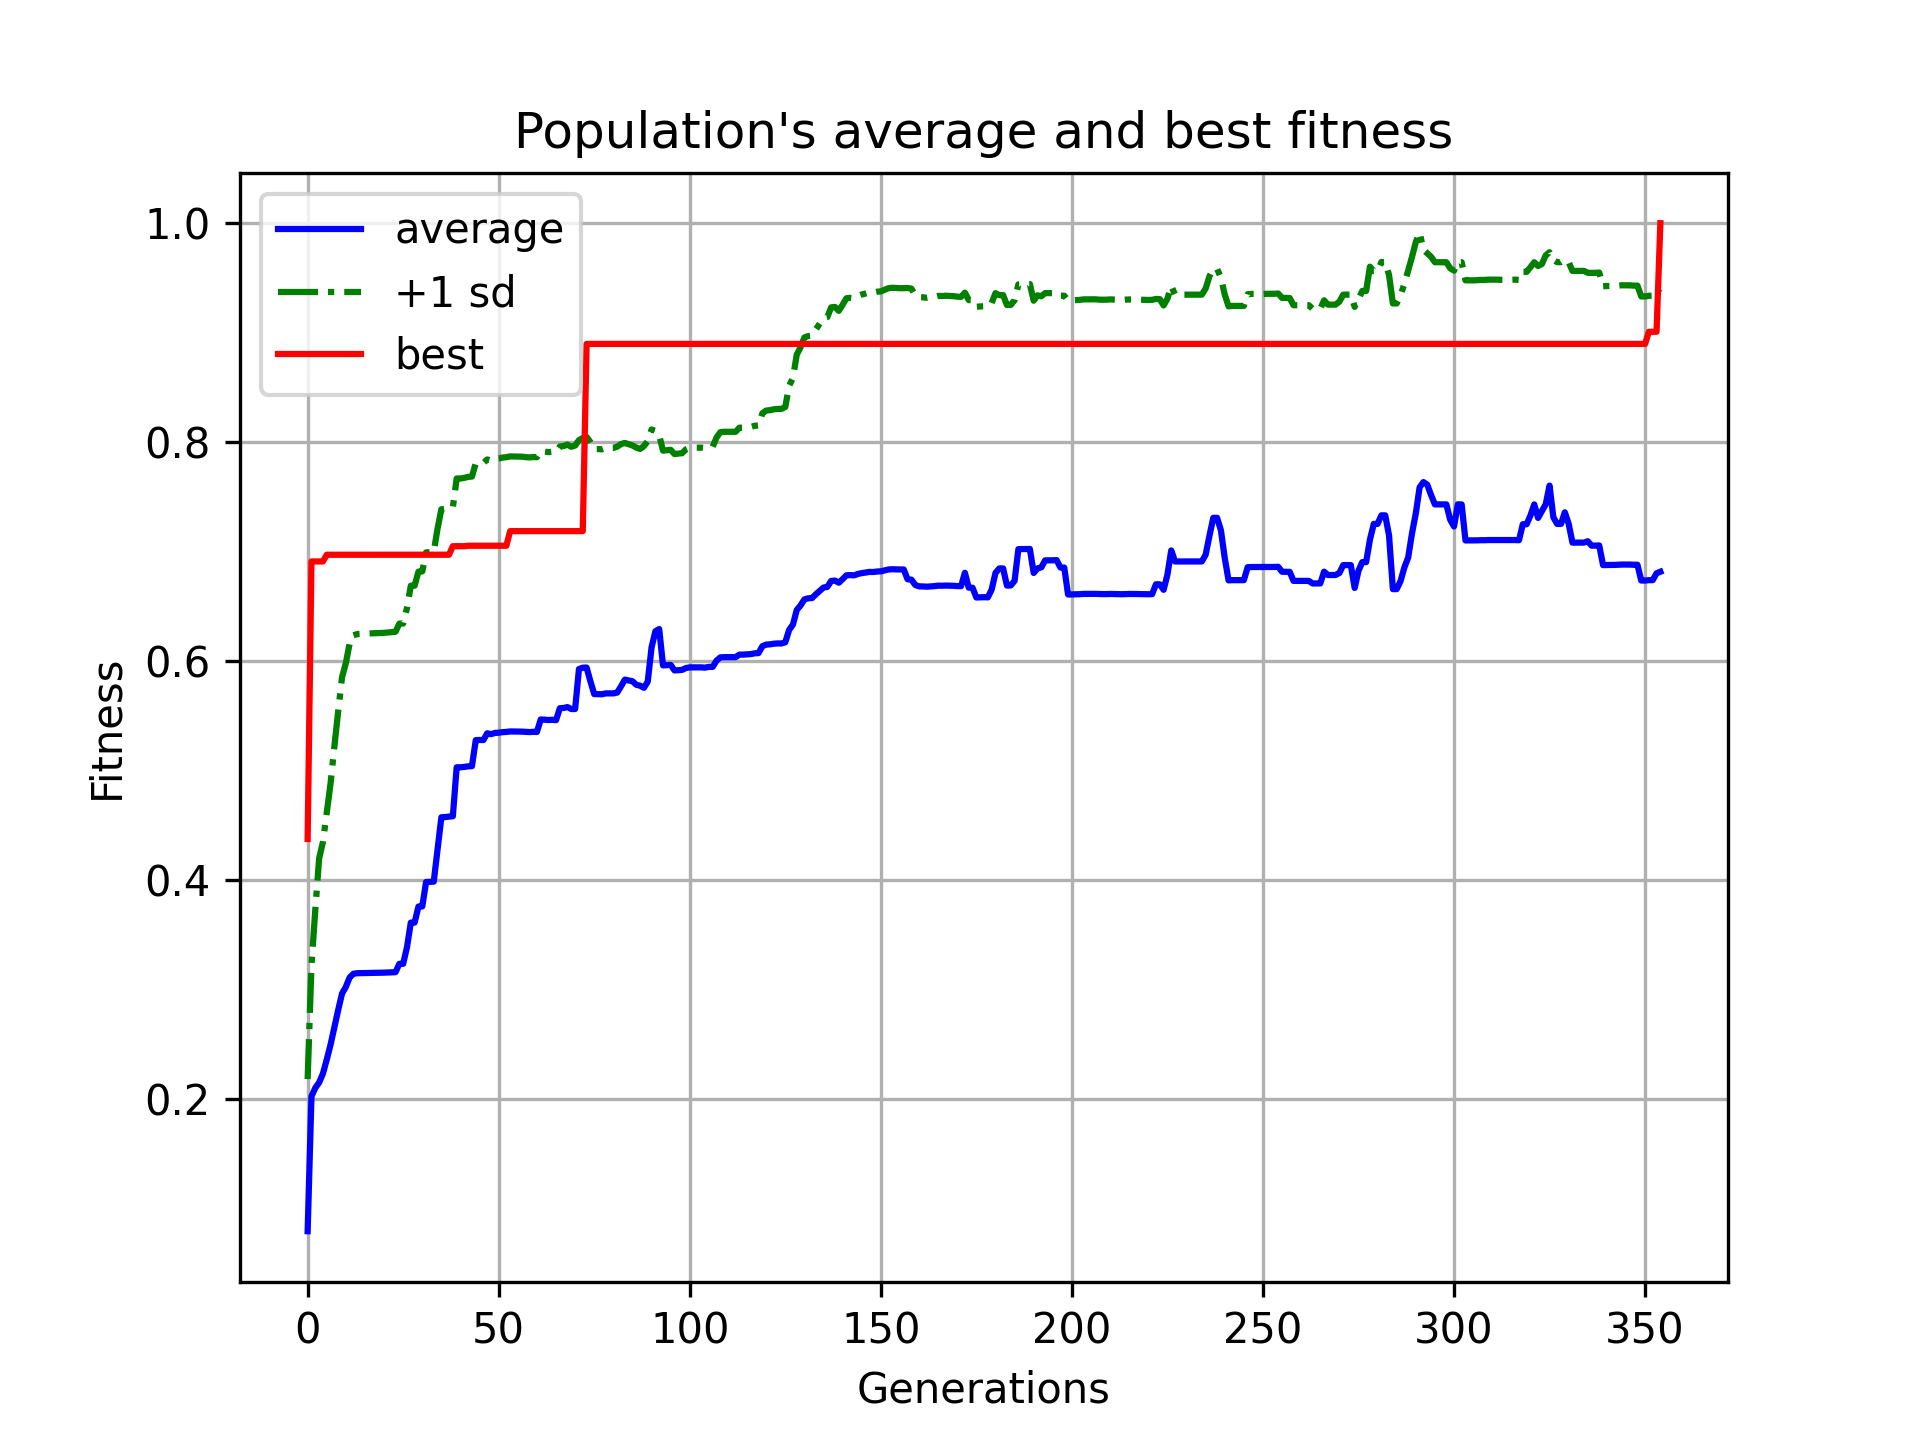 Population's average and best fitness
average
+1 sd
best
1.0
0.8
0.6
0.4
0.2
Fitness
0 50 100 150 200 250 300 350
Generations